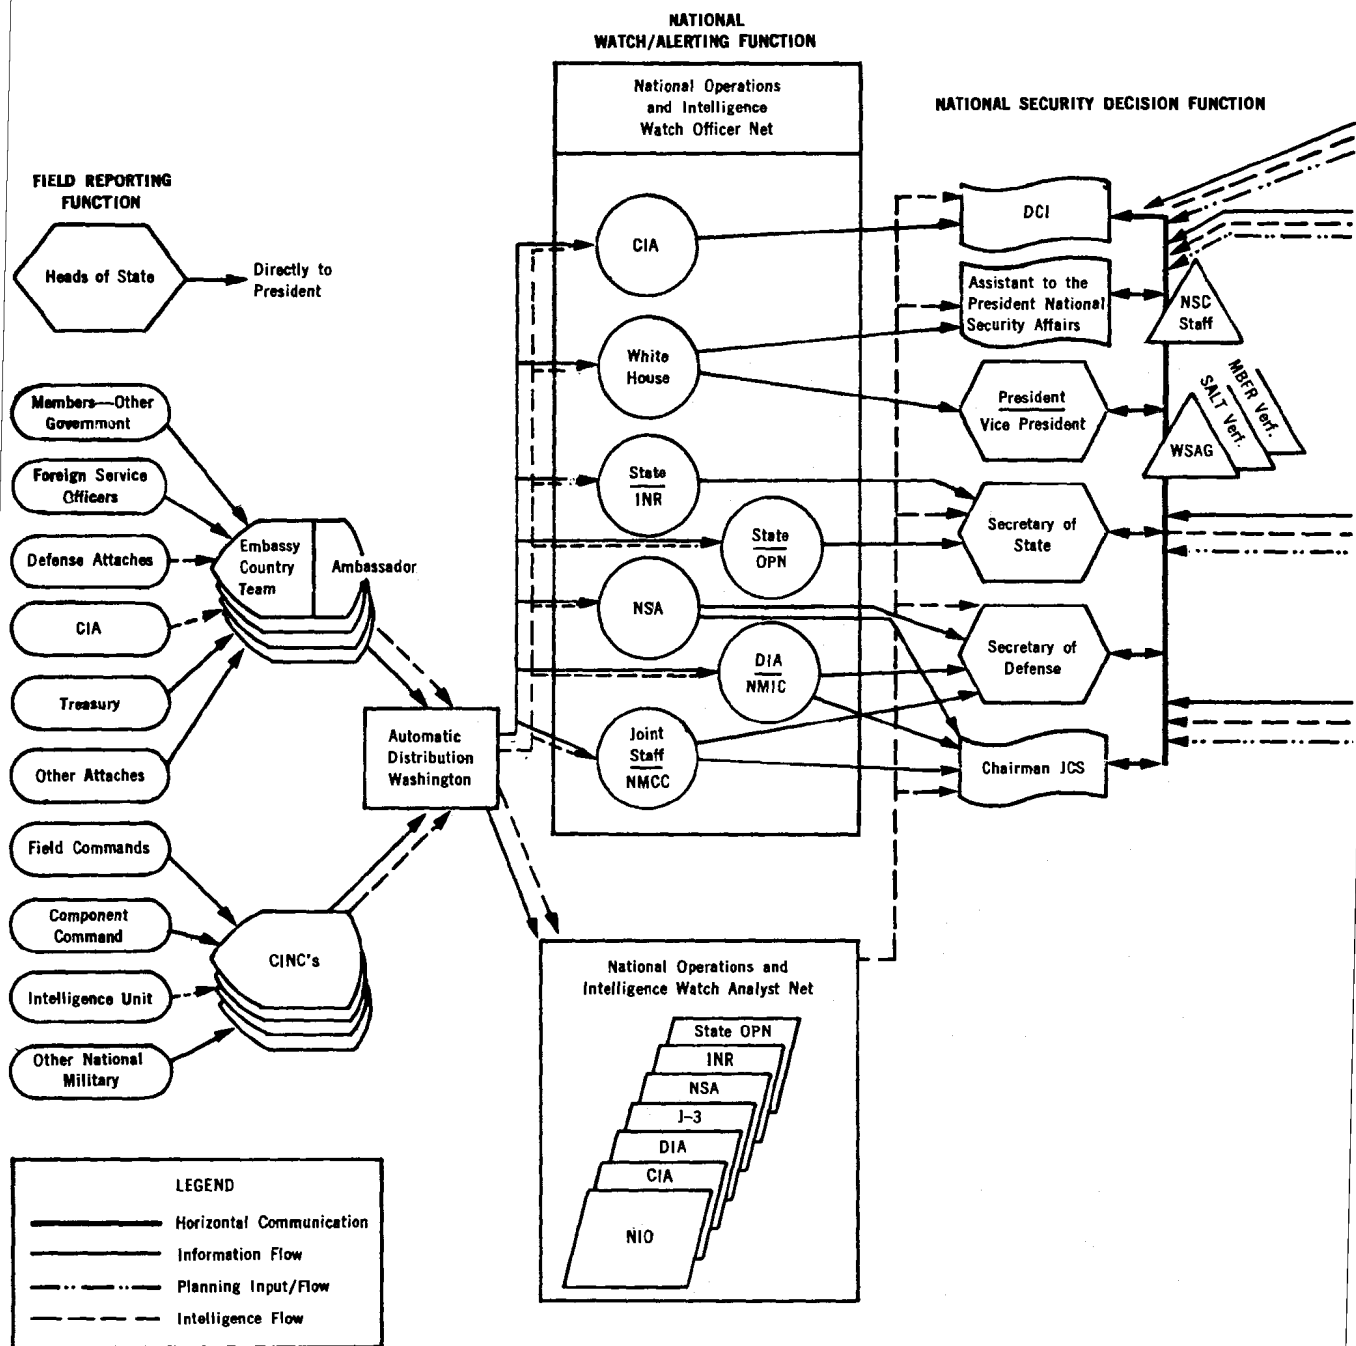 NATIONAL
WATCH/ALERTING FUNCTION
National Operations
and Intelligence
Watch Officer Net
NATIONAL SECURITY DECISION FUNCTION
FIELD REPORTING
FUNCTION
Heads of State
Directly to
President
Members—Other
Government
Foreign Service
Officers
Defense Attaches
CIA
Treasury
Other Attaches
Field Commands
Component
Command
Intelligence Unit
Other National
Military
Embassy
Country
Team
Ambassador
CINC's
Automatic
Distribution
Washington
CIA
White
House
State
INR
State
OPN
NSA
DIA
NMIC
Joint
Staff
NMCC
DCI
Assistant to the
President National
Security Affairs
President
Vice President
Secretary of
State
Secretary of
Defense
Chairman JCS
NSC
Staff
WSAG
SALT Verf.
MBFR Verf.
National Operations and
Intelligence Watch Analyst Net
State OPN
INR
NSA
J-3
DIA
CIA
NIO
LEGEND
Horizontal Communication
Information Flow
Planning Input/Flow
Intelligence Flow